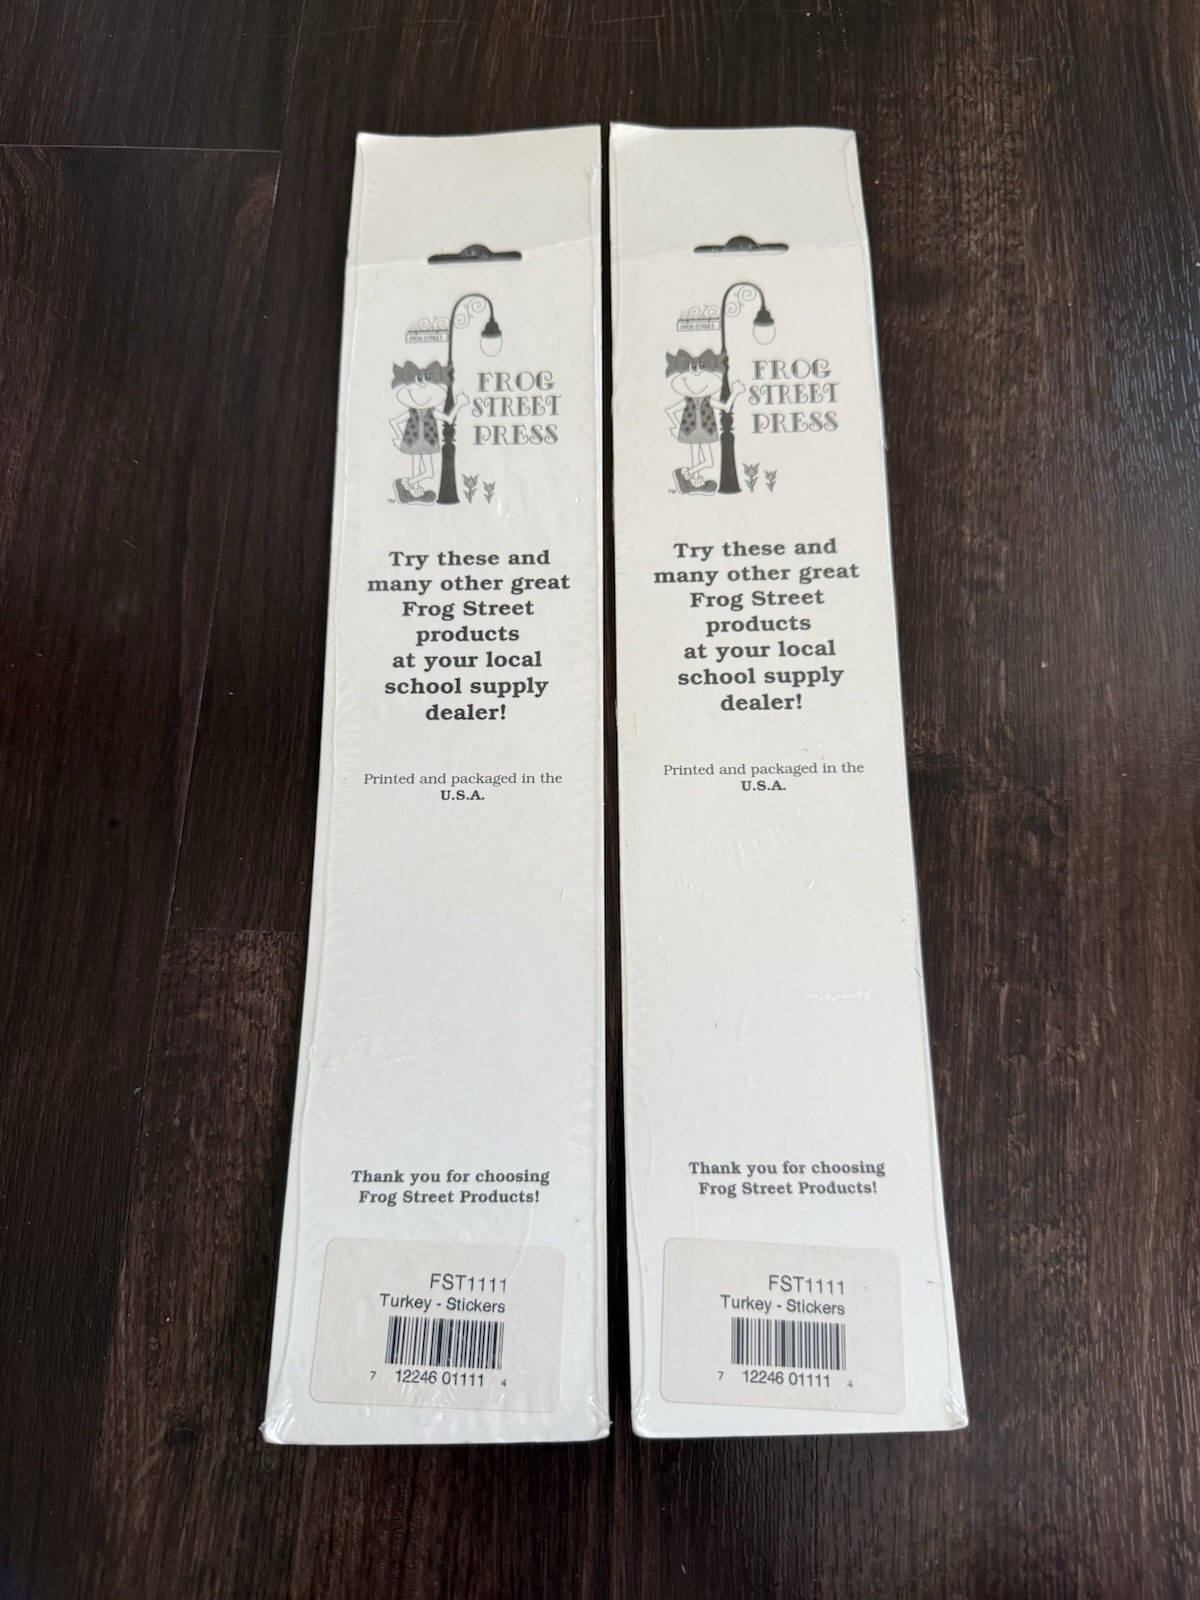 FROG STREET
FROG
STREET
PRESS
TM
Try these and
many other great
Frog Street
products
at your local
school supply
dealer!
Printed and packaged in the
U.S.A.
Thank you for choosing
Frog Street Products!
FST1111
Turkey - Stickers
7 12246 01111 4
FROG STREET
FROG
STREET
PRESS
TM
Try these and
many other great
Frog Street
products
at your local
school supply
dealer!
Printed and packaged in the
U.S.A.
Thank you for choosing
Frog Street Products!
FST1111
Turkey - Stickers
7 12246 01111 4